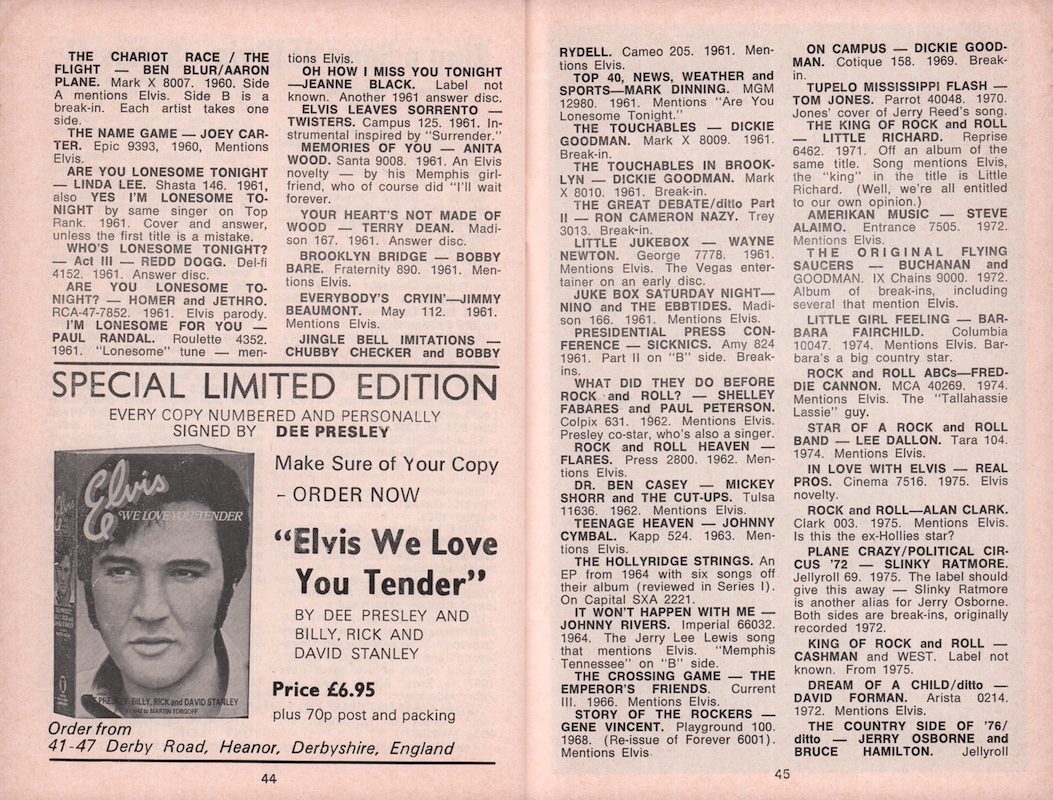 THE CHARIOT RACE / THE
FLIGHT — BEN BLUR/AARON
PLANE. Mark X 8007. 1960. Side
A mentions Elvis. Side B is a
break-in. Each artist takes one
side.
THE NAME GAME — JOEY CAR-
TER. Epic 9393, 1960, Mentions
Elvis.
ARE YOU LONESOME TONIGHT
— LINDA LEE. Shasta 146. 1961,
also YES I'M LONESOME TO-
NIGHT by same singer on Top
Rank. 1961. Cover and answer,
unless the first title is a mistake.
WHO'S LONESOME TONIGHT?
— Act III — REDD DOGG. Del-fi
4152. 1961. Answer disc.
ARE YOU LONESOME TO-
NIGHT? — HOMER and JETHRO.
RCA-47-7852. 1961. Elvis parody.
I'M LONESOME FOR YOU —
PAUL RANDAL. Roulette 4352.
1961. "Lonesome" tune — men-
tions Elvis.
OH HOW I MISS YOU TONIGHT
—JEANNE BLACK. Label not
known. Another 1961 answer disc.
ELVIS LEAVES SORRENTO —
TWISTERS. Campus 125. 1961. In-
strumental inspired by "Surrender."
MEMORIES OF YOU — ANITA
WOOD. Santa 9008. 1961. An Elvis
novelty — by his Memphis girl-
friend, who of course did "I'll wait
forever.
YOUR HEART'S NOT MADE OF
WOOD — TERRY DEAN. Madi-
son 167. 1961. Answer disc.
BROOKLYN BRIDGE — BOBBY
BARE. Fraternity 890. 1961. Men-
tions Elvis.
EVERYBODY'S CRYIN'—JIMMY
BEAUMONT. May 112. 1961.
Mentions Elvis.
JINGLE BELL IMITATIONS —
CHUBBY CHECKER and BOBBY
SPECIAL LIMITED EDITION
EVERY COPY NUMBERED AND PERSONALLY
SIGNED BY DEE PRESLEY
Elvis
WE LOVE YOU TENDER
BILLY, RICK and DAVID STANLEY
Make Sure of Your Copy
- ORDER NOW
"Elvis We Love
You Tender"
BY DEE PRESLEY AND
BILLY, RICK AND
DAVID STANLEY
Price £6.95
plus 70p post and packing
Order from
41-47 Derby Road, Heanor, Derbyshire, England
44
RYDELL. Cameo 205. 1961. Men-
tions Elvis.
TOP 40, NEWS, WEATHER and
SPORTS—MARK DINNING. MGM
12980. 1961. Mentions "Are You
Lonesome Tonight."
THE TOUCHABLES — DICKIE
GOODMAN. Mark X 8009. 1961.
Break-in.
THE TOUCHABLES IN BROOK-
LYN — DICKIE GOODMAN. Mark
X 8010. 1961. Break-in.
THE GREAT DEBATE/ditto Part
II — RON CAMERON NAZY. Trey
3013. Break-in.
LITTLE JUKEBOX — WAYNE
NEWTON. George 7778. 1961.
Mentions Elvis. The Vegas enter-
tainer on an early disc.
JUKE BOX SATURDAY NIGHT—
NINO and THE EBBTIDES. Madi-
son 166. 1961. Mentions Elvis.
PRESIDENTIAL PRESS CON-
FERENCE — SICKNICS. Amy 824
1961. Part II on "B" side. Break-
ins.
WHAT DID THEY DO BEFORE
ROCK and ROLL? — SHELLEY
FABARES and PAUL PETERSON.
Colpix 631. 1962. Mentions Elvis.
Presley co-star, who's also a singer.
ROCK and ROLL HEAVEN —
FLARES. Press 2800. 1962. Men-
tions Elvis.
DR. BEN CASEY — MICKEY
SHORR and THE CUT-UPS. Tulsa
11636. 1962. Mentions Elvis.
TEENAGE HEAVEN — JOHNNY
CYMBAL. Kapp 524. 1963. Men-
tions Elvis.
THE HOLLYRIDGE STRINGS. An
EP from 1964 with six songs off
their album (reviewed in Series I).
On Capital SXA 2221.
IT WON'T HAPPEN WITH ME —
JOHNNY RIVERS. Imperial 66032.
1964. The Jerry Lee Lewis song
that mentions Elvis. "Memphis
Tennessee" on "B" side.
THE CROSSING GAME — THE
EMPEROR'S FRIENDS. Current
III. 1966. Mentions Elvis.
STORY OF THE ROCKERS —
GENE VINCENT. Playground 100.
1968. (Re-issue of Forever 6001).
Mentions Elvis
ON CAMPUS — DICKIE GOOD-
MAN. Cotique 158. 1969. Break-
in.
TUPELO MISSISSIPPI FLASH —
TOM JONES. Parrot 40048. 1970.
Jones' cover of Jerry Reed's song.
THE KING OF ROCK and ROLL
— LITTLE RICHARD. Reprise
6462. 1971. Off an album of the
same title. Song mentions Elvis,
the "king" in the title is Little
Richard. (Well, we're all entitled
to our own opinion.)
AMERIKAN MUSIC — STEVE
ALAIMO. Entrance 7505. 1972.
Mentions Elvis.
THE ORIGINAL FLYING
SAUCERS — BUCHANAN and
GOODMAN. IX Chains 9000. 1972.
Album of break-ins, including
several that mention Elvis.
LITTLE GIRL FEELING — BAR-
BARA FAIRCHILD. Columbia
10047. 1974. Mentions Elvis. Bar-
bara's a big country star.
ROCK and ROLL ABCs—FRED-
DIE CANNON. MCA 40269. 1974.
Mentions Elvis. The "Tallahassie
Lassie" guy.
STAR OF A ROCK and ROLL
BAND — LEE DALLON. Tara 104.
1974. Mentions Elvis.
IN LOVE WITH ELVIS — REAL
PROS. Cinema 7516. 1975. Elvis
novelty.
ROCK and ROLL—ALAN CLARK.
Clark 003. 1975. Mentions Elvis.
Is this the ex-Hollies star?
PLANE CRAZY/POLITICAL CIR-
CUS '72 — SLINKY RATMORE.
Jellyroll 69. 1975. The label should
give this away — Slinky Ratmore
is another alias for Jerry Osborne.
Both sides are break-ins, originally
recorded 1972.
KING OF ROCK and ROLL —
CASHMAN and WEST. Label not
known. From 1975.
DREAM OF A CHILD/ditto —
DAVID FORMAN. Arista 0214.
1972. Mentions Elvis.
THE COUNTRY SIDE OF '76/
ditto — JERRY OSBORNE and
BRUCE HAMILTON. Jellyroll
45